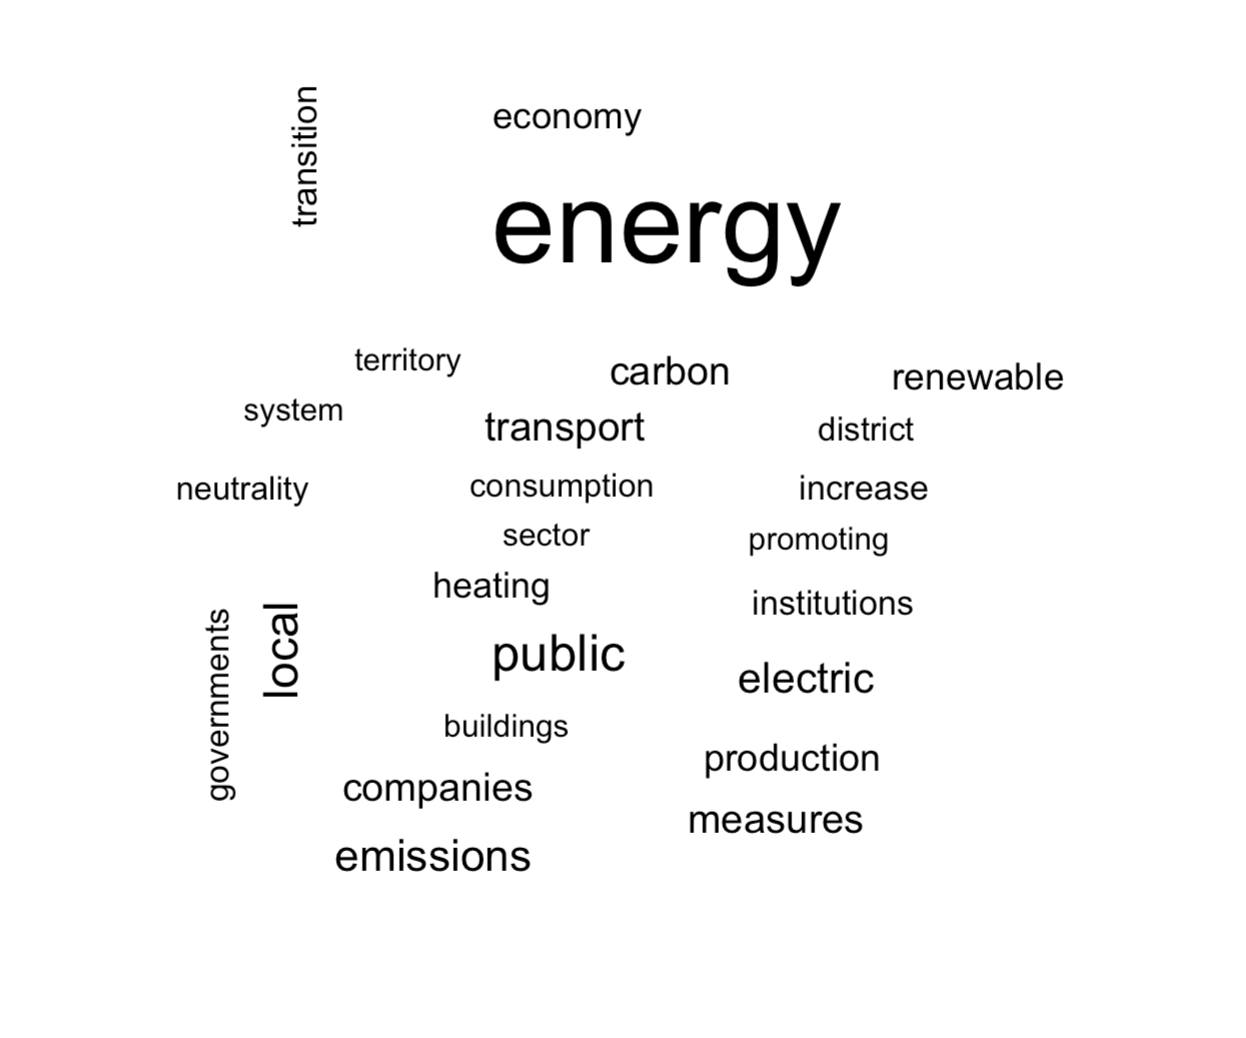 transition
economy
energy
territory
carbon
renewable
system
transport
district
neutrality
consumption
increase
sector
promoting
heating
institutions
governments
local
public
electric
buildings
production
companies
measures
emissions